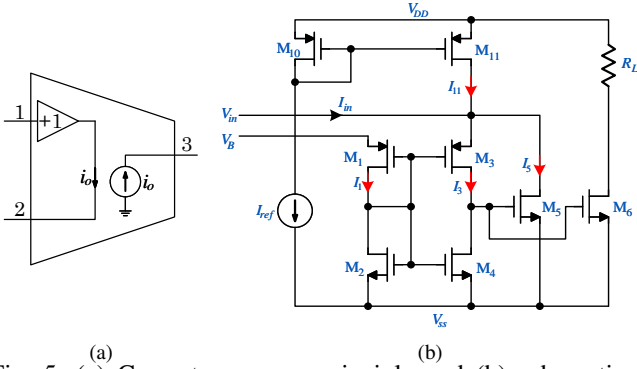 1
+1
3
i_o
i_o
2
(a)
V_DD
M_10
M_11
R_L
I_11
V_in
I_in
V_B
M_1
M_3
I_5
I_1
I_3
I_ref
M_5
M_6
M_2
M_4
V_ss
(b)